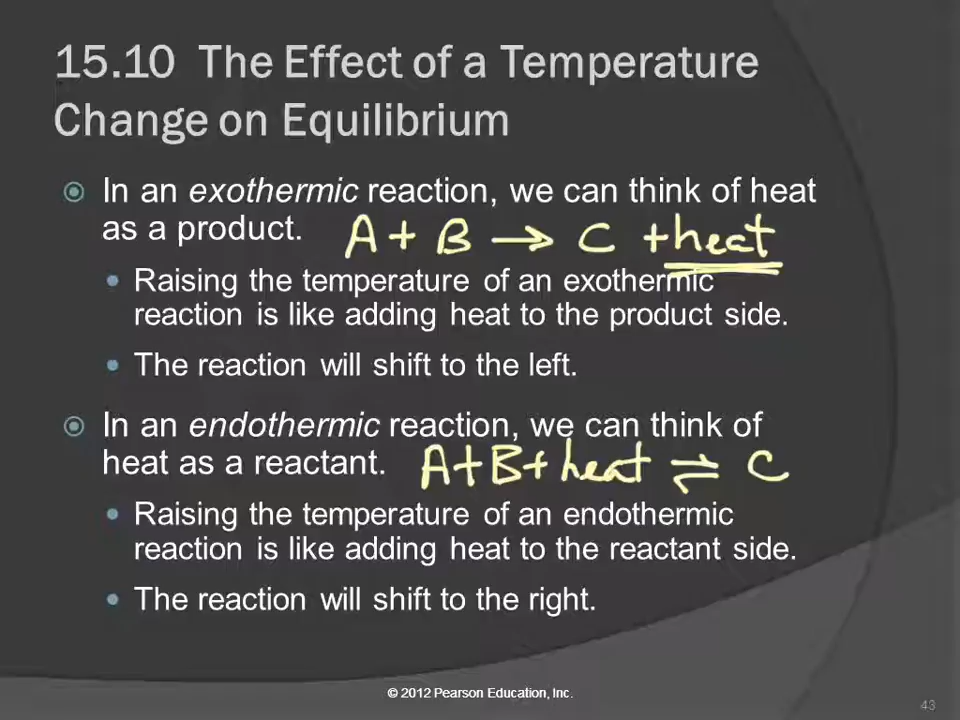 15.10 The Effect of a Temperature
Change on Equilibrium
In an exothermic reaction, we can think of heat
as a product. A + B → C + heat
Raising the temperature of an exothermic
reaction is like adding heat to the product side.
The reaction will shift to the left.
In an endothermic reaction, we can think of
heat as a reactant. A + B + heat ⇌ C
Raising the temperature of an endothermic
reaction is like adding heat to the reactant side.
The reaction will shift to the right.
© 2012 Pearson Education, Inc.
43